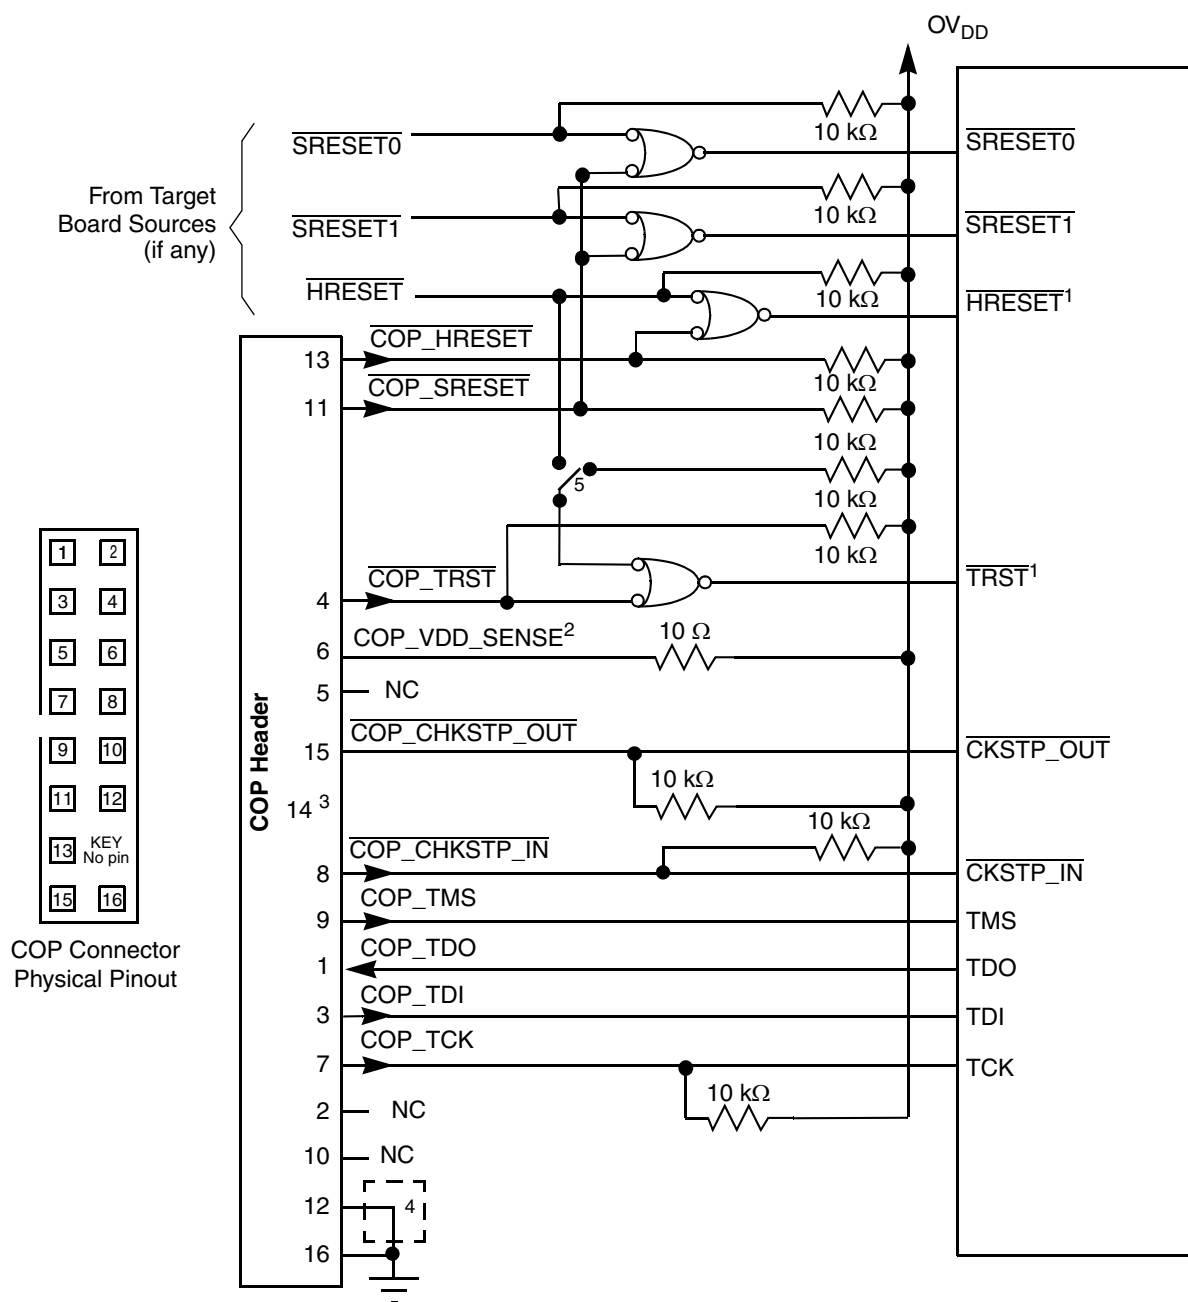 OVDD
10 kΩ
SRESET0
SRESET0
From Target
Board Sources
(if any)
10 kΩ
SRESET1
SRESET1
HRESET
10 kΩ
HRESET1
COP_HRESET
13
10 kΩ
COP_SRESET
11
10 kΩ
5
10 kΩ
10 kΩ
COP_TRST
4
TRST1
COP_VDD_SENSE2
10 Ω
6
5
NC
COP_CHKSTP_OUT
15
CKSTP_OUT
10 kΩ
14 3
10 kΩ
COP_CHKSTP_IN
8
CKSTP_IN
COP_TMS
9
TMS
COP_TDO
1
TDO
COP_TDI
3
TDI
COP_TCK
7
TCK
10 kΩ
2
NC
10
NC
12
4
16
COP Header
1 2
3 4
5 6
7 8
9 10
11 12
13 KEY
No pin
15 16
COP Connector
Physical Pinout